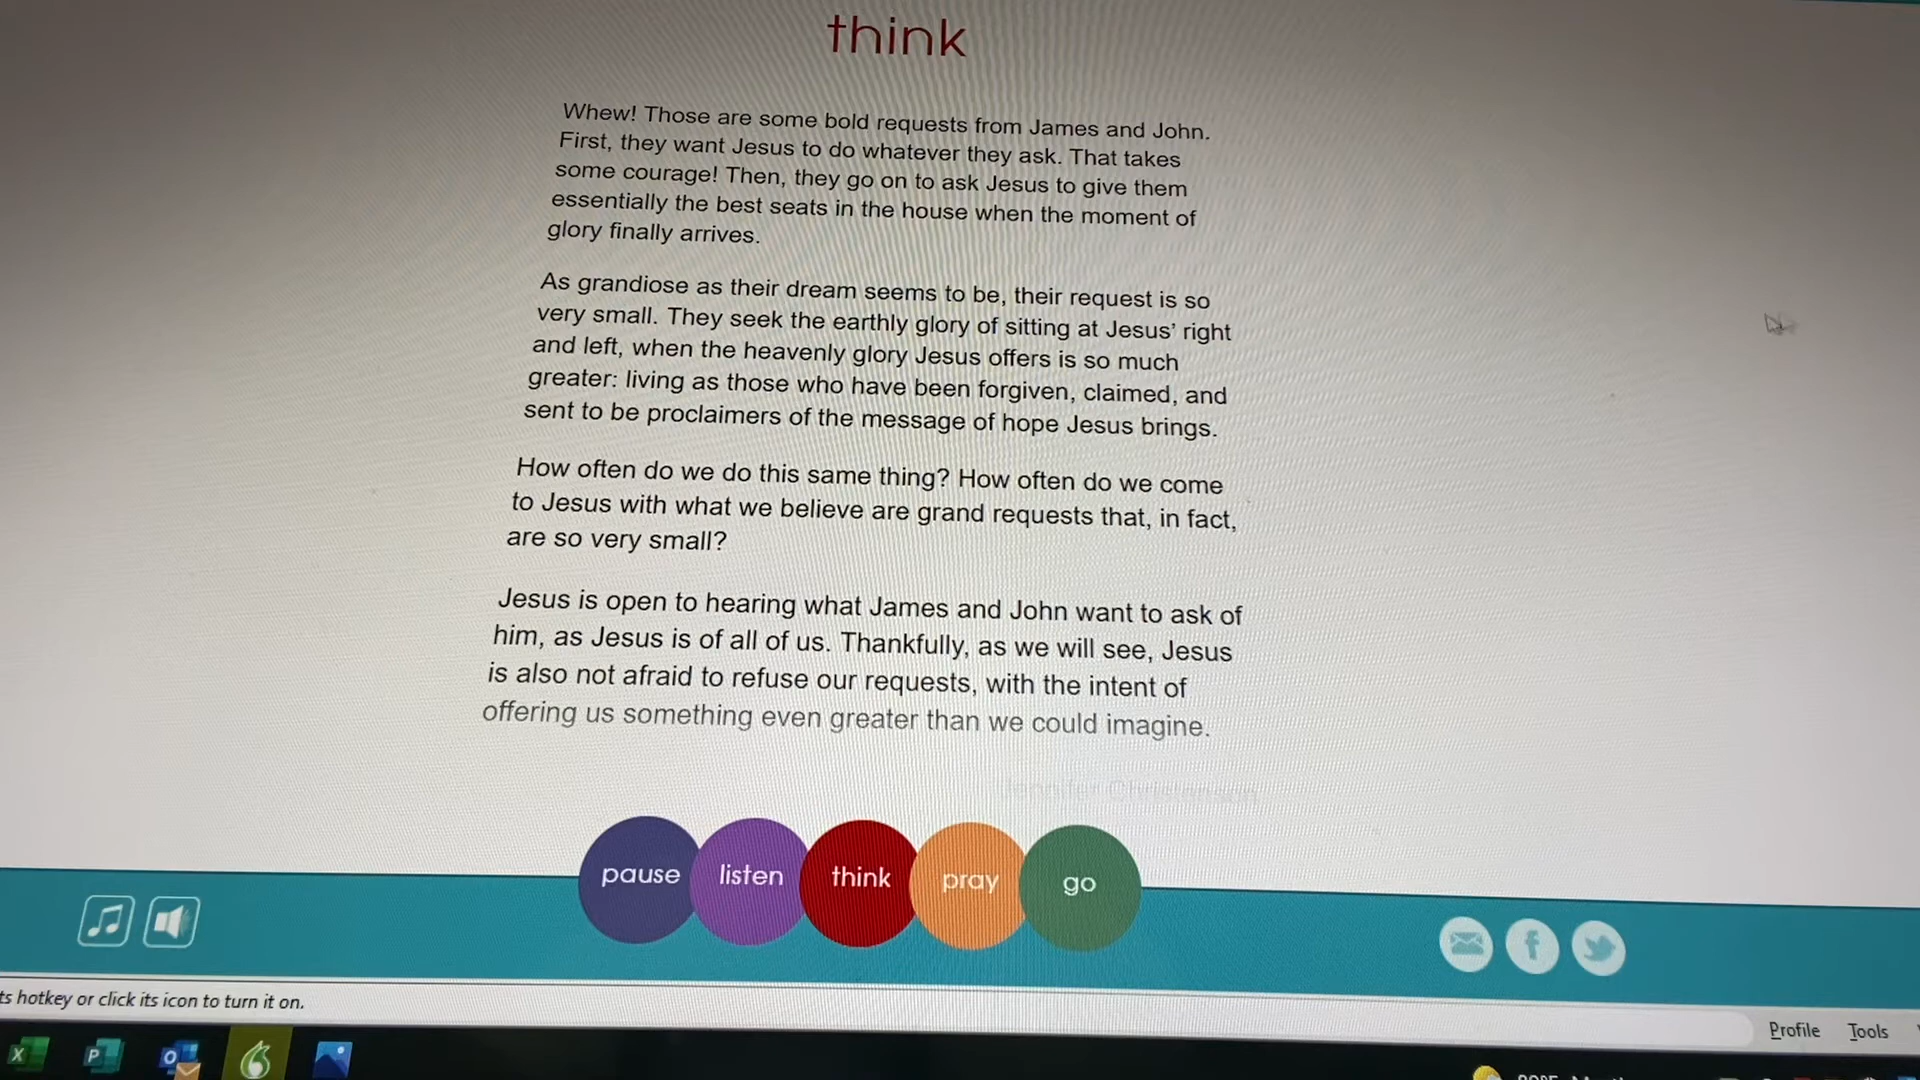 think
Whew! Those are some bold requests from James and John.
First, they want Jesus to do whatever they ask. That takes
some courage! Then, they go on to ask Jesus to give them
essentially the best seats in the house when the moment of
glory finally arrives.
As grandiose as their dream seems to be, their request is so
very small. They seek the earthly glory of sitting at Jesus’ right
and left, when the heavenly glory Jesus offers is so much
greater: living as those who have been forgiven, claimed, and
sent to be proclaimers of the message of hope Jesus brings.
How often do we do this same thing? How often do we come
to Jesus with what we believe are grand requests that, in fact,
are so very small?
Jesus is open to hearing what James and John want to ask of
him, as Jesus is of all of us. Thankfully, as we will see, Jesus
is also not afraid to refuse our requests, with the intent of
offering us something even greater than we could imagine.
Jennifer Christenson
pause listen think pray go
ts hotkey or click its icon to turn it on.
Profile Tools